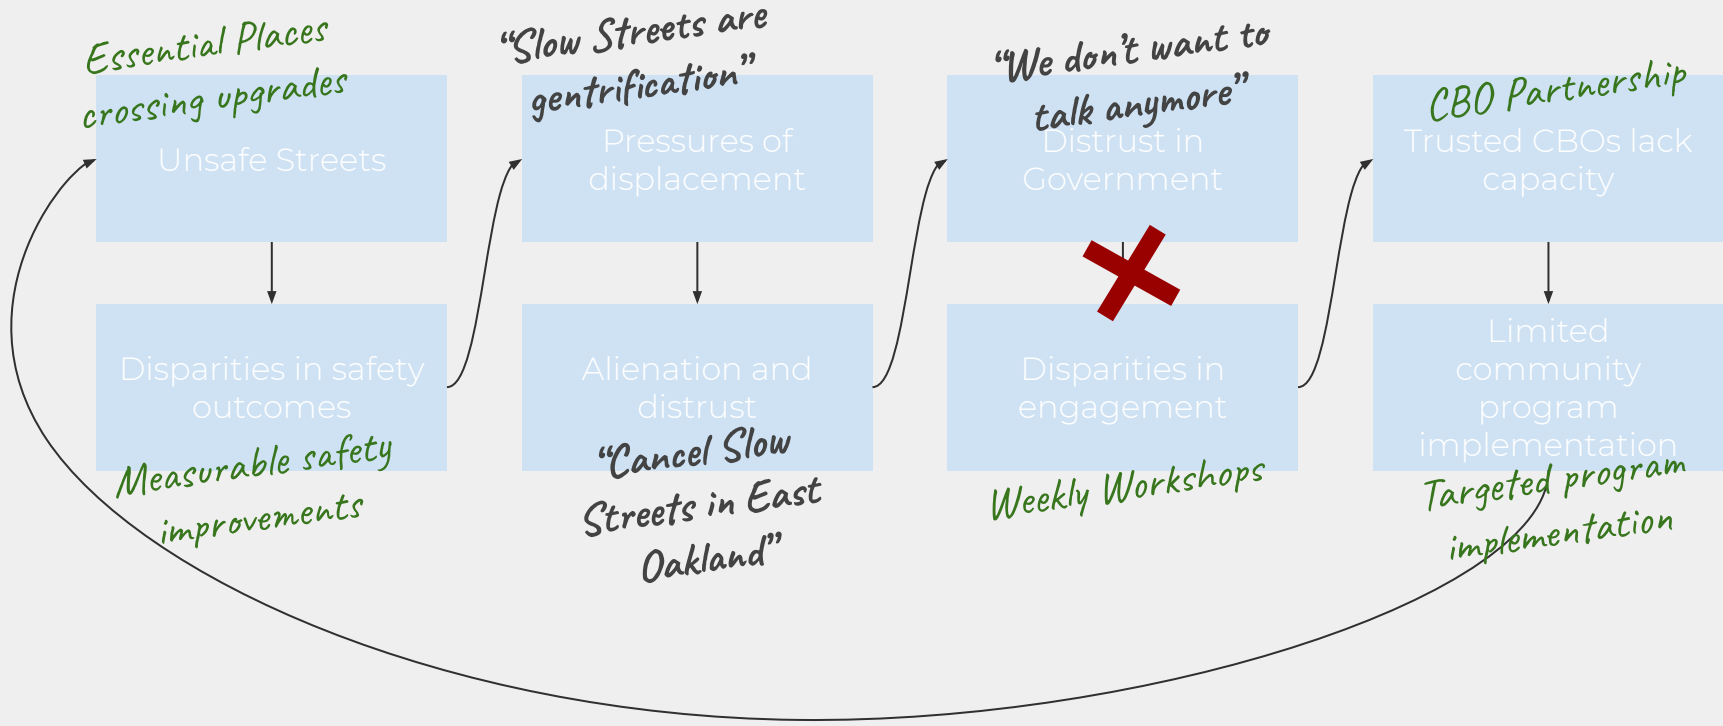 Essential Places
crossing upgrades
Unsafe Streets
Disparities in safety
outcomes
Measurable safety
improvements
“Slow Streets are
gentrification”
Pressures of
displacement
Alienation and
distrust
“Cancel Slow
Streets in East
Oakland”
“We don’t want to
talk anymore”
Distrust in
Government
Disparities in
engagement
Weekly Workshops
CBO Partnership
Trusted CBOs lack
capacity
Limited
community
program
implementation
Targeted program
implementation